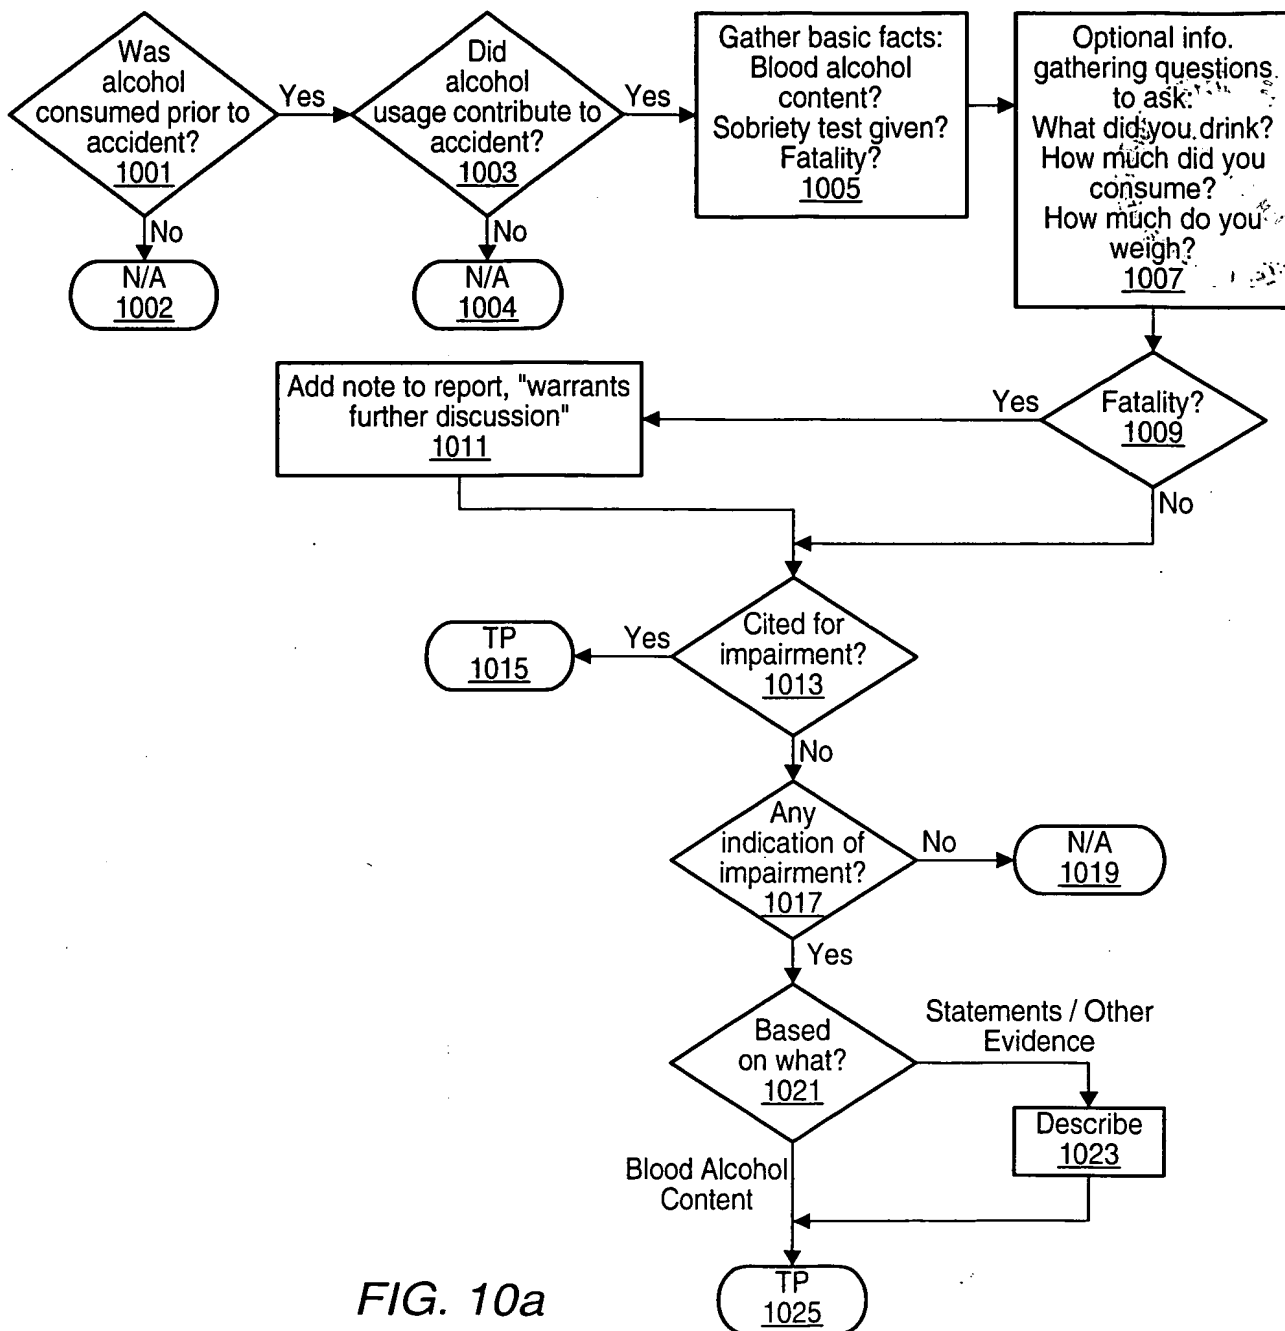 Was
alcohol
consumed prior to
accident?
1001
Yes
No
N/A
1002
Did
alcohol
usage contribute to
accident?
1003
Yes
No
N/A
1004
Gather basic facts:
Blood alcohol
content?
Sobriety test given?
Fatality?
1005
Optional info.
gathering questions
to ask:
What did you drink?
How much did you
consume?
How much do you
weigh?
1007
Fatality?
1009
Yes
No
Add note to report, "warrants
further discussion"
1011
Cited for
impairment?
1013
Yes
TP
1015
No
Any
indication of
impairment?
1017
No
N/A
1019
Yes
Based
on what?
1021
Statements / Other
Evidence
Describe
1023
Blood Alcohol
Content
TP
1025
FIG. 10a